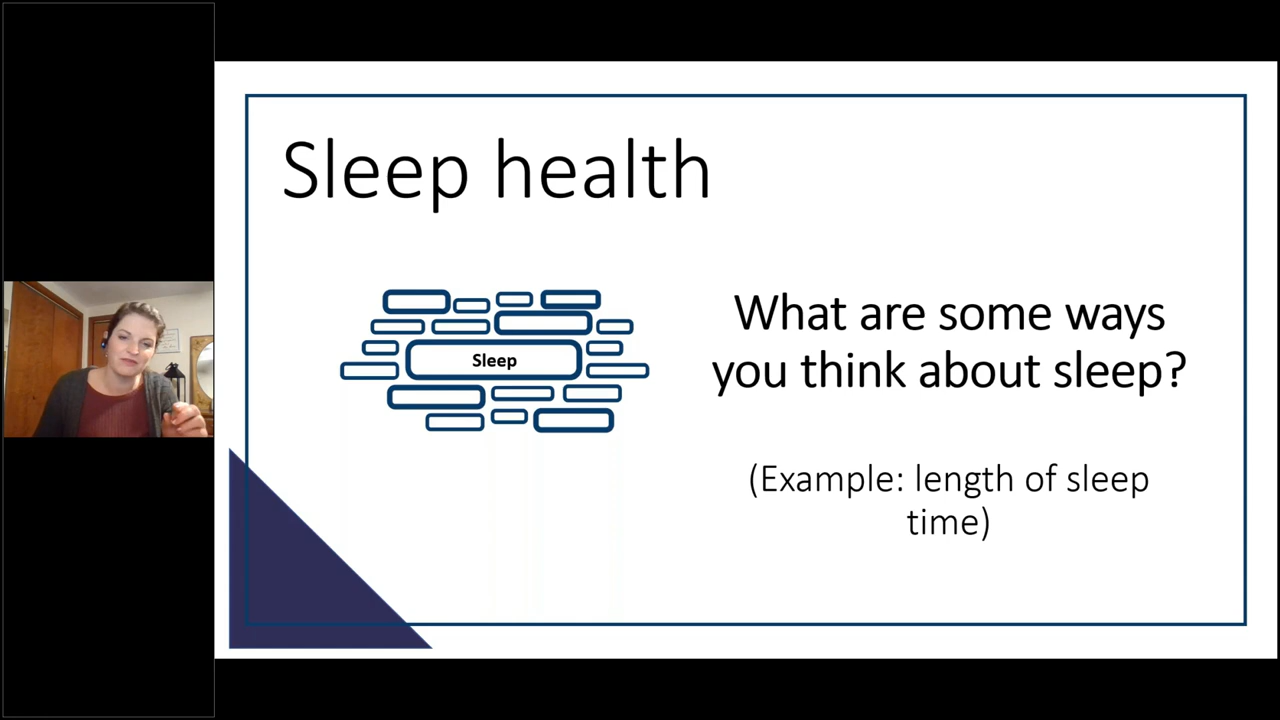 Sleep health
Sleep
What are some ways
you think about sleep?
(Example: length of sleep
time)